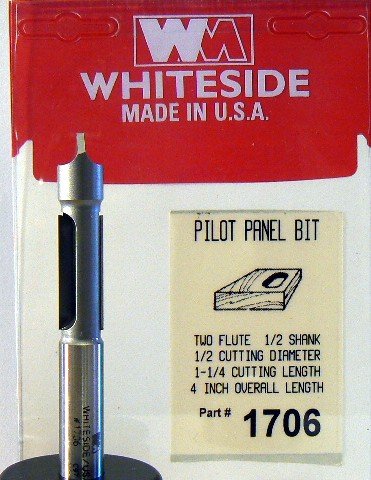 WM
WHITESIDE
MADE IN U.S.A.
PILOT PANEL BIT
TWO FLUTE 1/2 SHANK
1/2 CUTTING DIAMETER
1-1/4 CUTTING LENGTH
4 INCH OVERALL LENGTH
Part # 1706
WHITESIDE